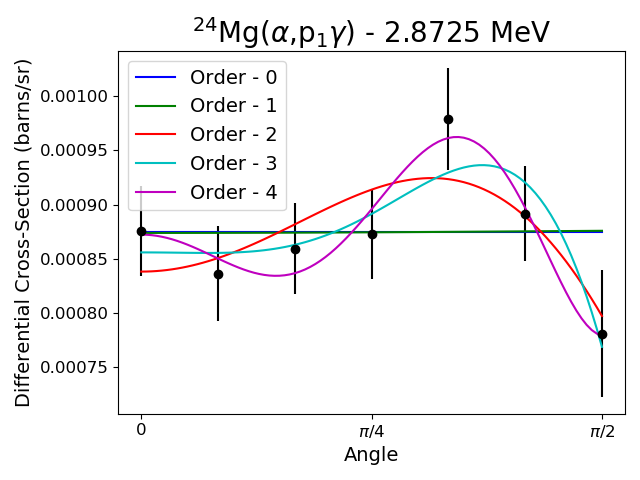 ²⁴Mg(α,p₁γ) - 2.8725 MeV
Differential Cross-Section (barns/sr)
0.00100
0.00095
0.00090
0.00085
0.00080
0.00075
Order - 0
Order - 1
Order - 2
Order - 3
Order - 4
0 π/4 π/2
Angle